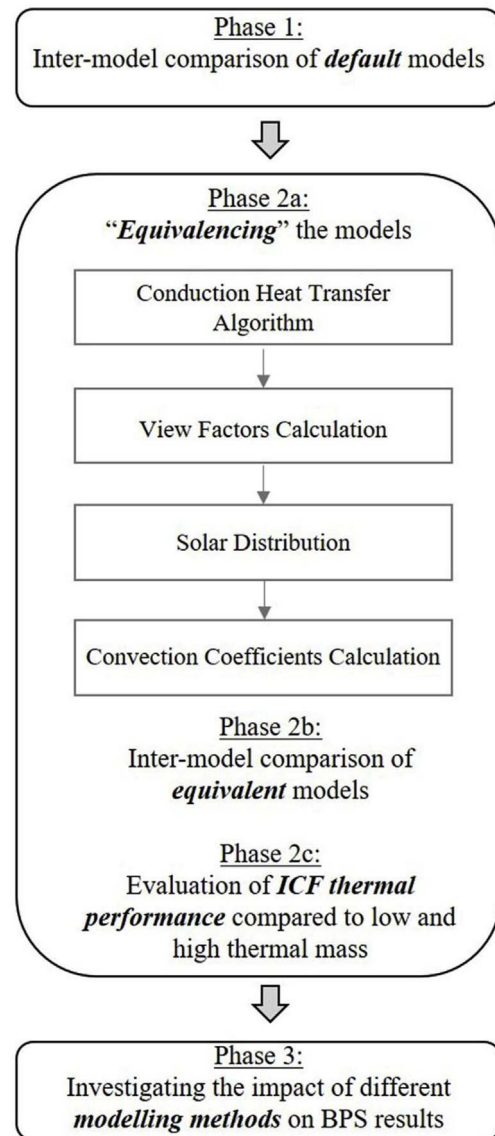 Phase 1:
Inter-model comparison of default models
Phase 2a:
“Equivalencing” the models
Conduction Heat Transfer
Algorithm
View Factors Calculation
Solar Distribution
Convection Coefficients Calculation
Phase 2b:
Inter-model comparison of
equivalent models
Phase 2c:
Evaluation of ICF thermal
performance compared to low and
high thermal mass
Phase 3:
Investigating the impact of different
modelling methods on BPS results